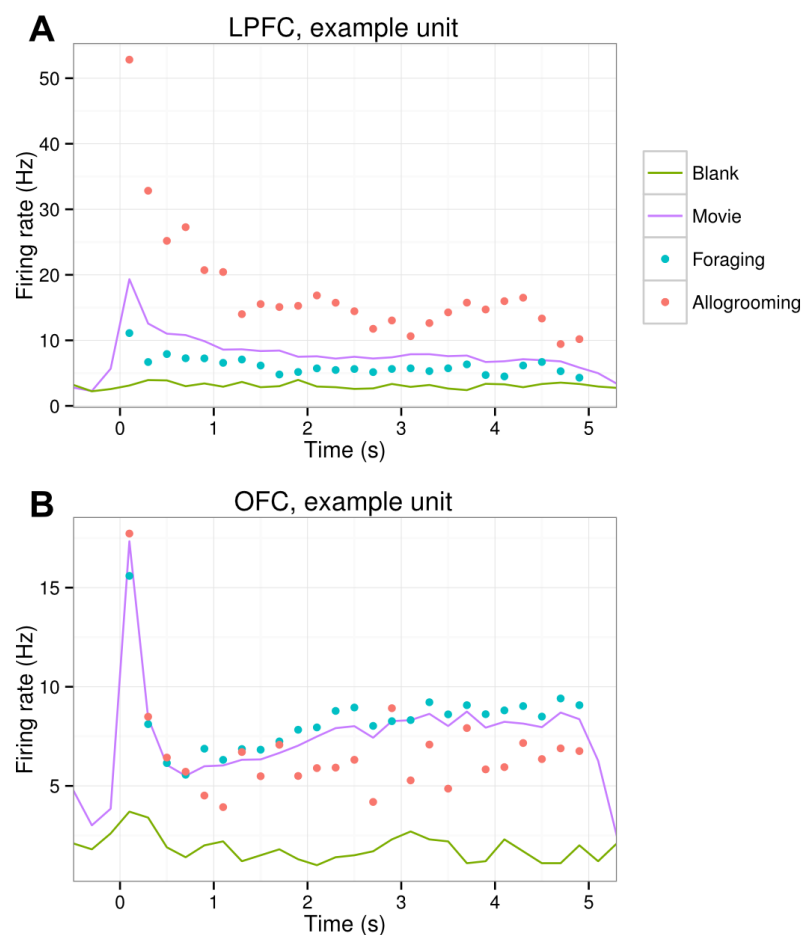 A
LPFC, example unit
Firing rate (Hz)
50
40
30
20
10
0
0 1 2 3 4 5
Time (s)
Blank
Movie
Foraging
Allogrooming
B
OFC, example unit
Firing rate (Hz)
15
10
5
0 1 2 3 4 5
Time (s)